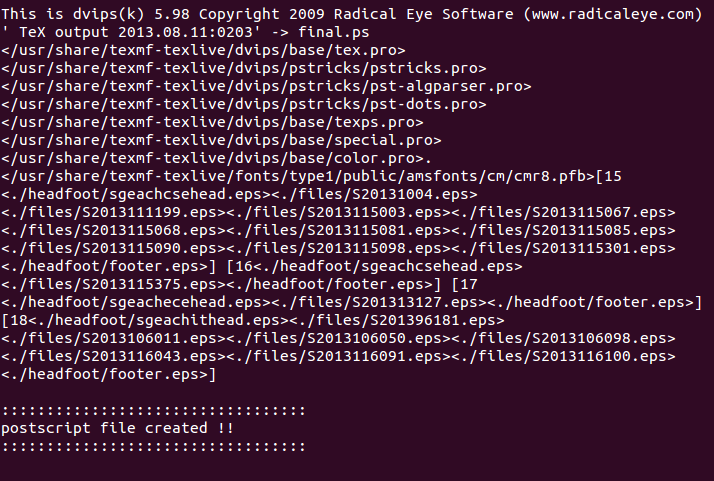 This is dvips(k) 5.98 Copyright 2009 Radical Eye Software (www.radicaleye.com)
' TeX output 2013.08.11:0203' -> final.ps
</usr/share/texmf-texlive/dvips/base/tex.pro>
</usr/share/texmf-texlive/dvips/pstricks/pstricks.pro>
</usr/share/texmf-texlive/dvips/pstricks/pst-algparser.pro>
</usr/share/texmf-texlive/dvips/pstricks/pst-dots.pro>
</usr/share/texmf-texlive/dvips/base/texps.pro>
</usr/share/texmf-texlive/dvips/base/special.pro>
</usr/share/texmf-texlive/dvips/base/color.pro>.
</usr/share/texmf-texlive/fonts/type1/public/amsfonts/cm/cmr8.pfb>[15
<./headfoot/sgeachcsehead.eps><./files/S20131004.eps>
<./files/S2013111199.eps><./files/S2013115003.eps><./files/S2013115067.eps>
<./files/S2013115068.eps><./files/S2013115081.eps><./files/S2013115085.eps>
<./files/S2013115090.eps><./files/S2013115098.eps><./files/S2013115301.eps>
<./headfoot/footer.eps>] [16<./headfoot/sgeachcsehead.eps>
<./files/S2013115375.eps><./headfoot/footer.eps>] [17
<./headfoot/sgeachecehead.eps><./files/S201313127.eps><./headfoot/footer.eps>]
[18<./headfoot/sgeachithead.eps><./files/S201396181.eps>
<./files/S2013106011.eps><./files/S2013106050.eps><./files/S2013106098.eps>
<./files/S2013116043.eps><./files/S2013116091.eps><./files/S2013116100.eps>
<./headfoot/footer.eps>]
::::::::::::::::::::::::::::::::::
postscript file created !!
::::::::::::::::::::::::::::::::::